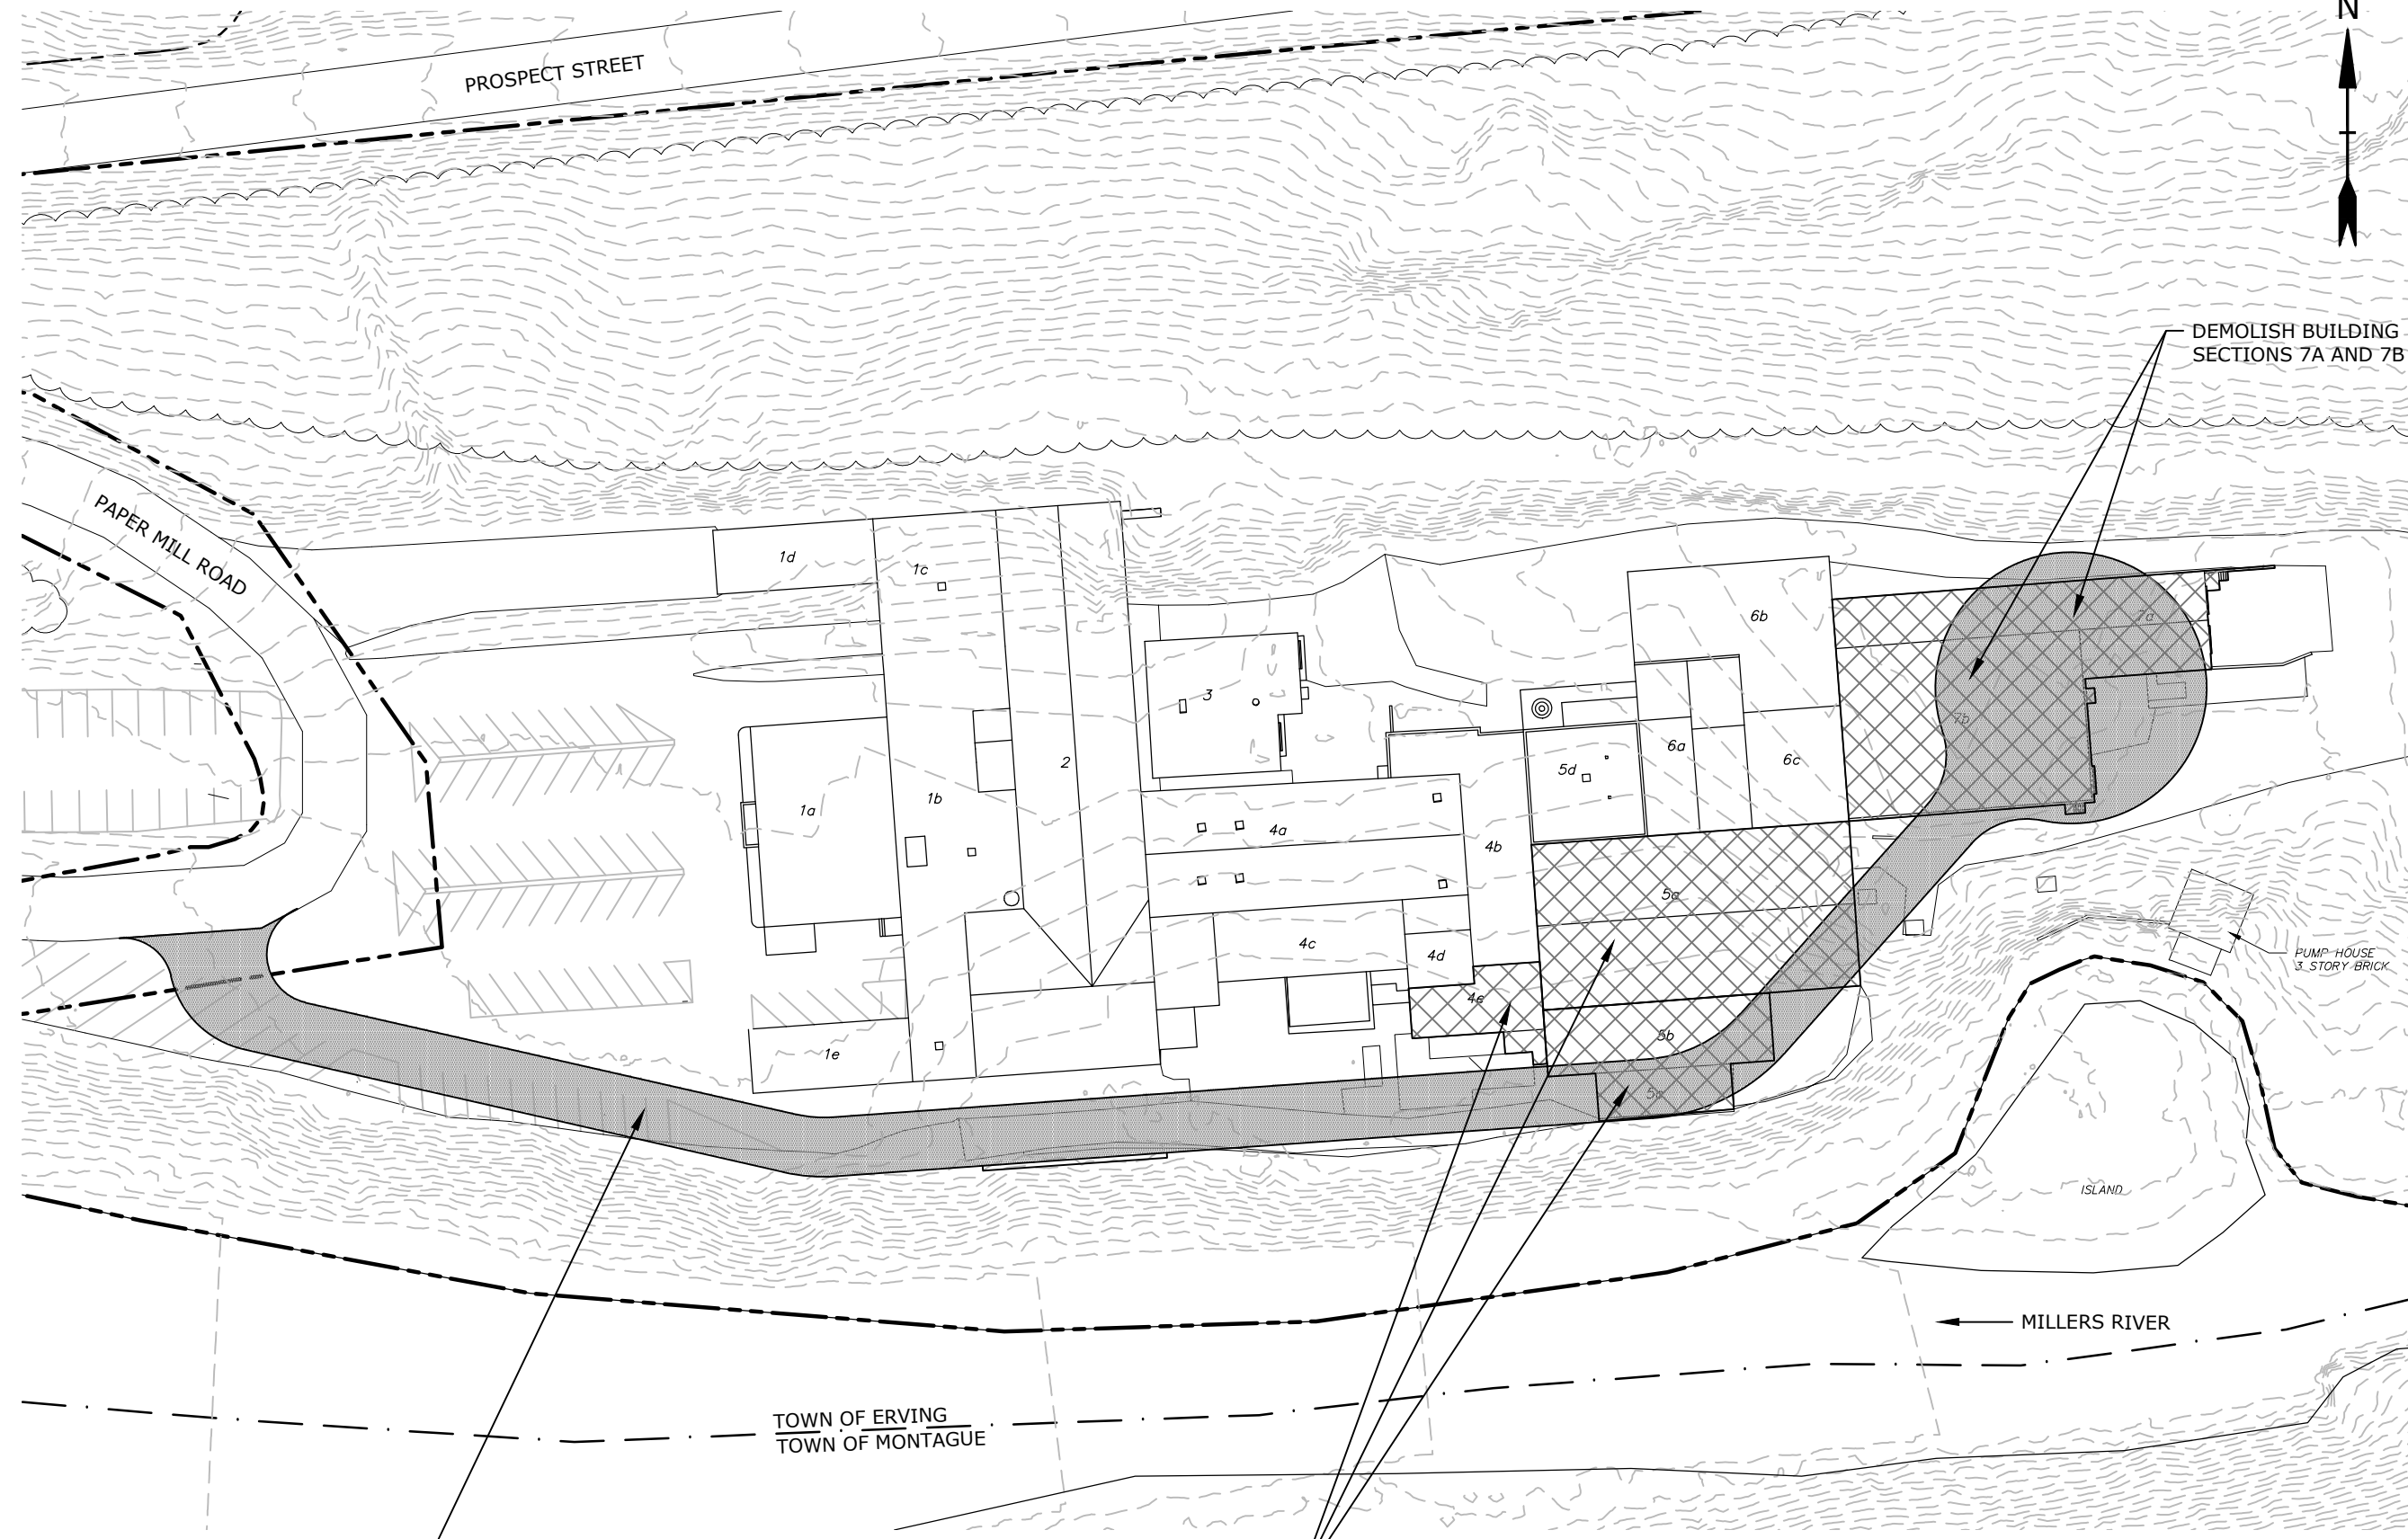 N
PROSPECT STREET
DEMOLISH BUILDING
SECTIONS 7A AND 7B
PAPER MILL ROAD
1d
1c
6b
7a
3
7b
6a
5d
6c
2
1a
1b
4a
4b
5a
4c
4d
PUMP HOUSE
3 STORY BRICK
4e
5b
1e
ISLAND
MILLERS RIVER
TOWN OF ERVING
TOWN OF MONTAGUE